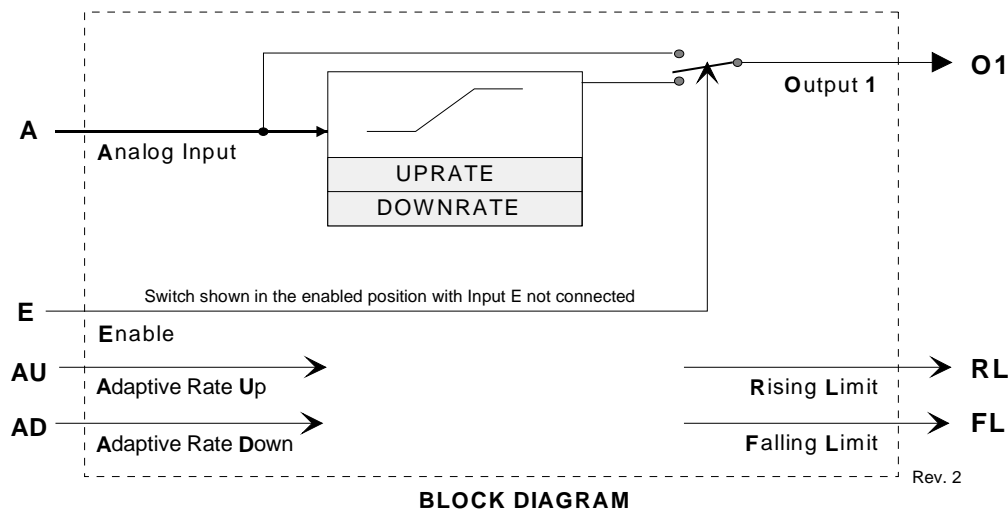 O1
Output 1
A
Analog Input
UPRATE
DOWNRATE
Switch shown in the enabled position with Input E not connected
E
Enable
AU
Adaptive Rate Up
RL
Rising Limit
AD
Adaptive Rate Down
FL
Falling Limit
Rev. 2
BLOCK DIAGRAM